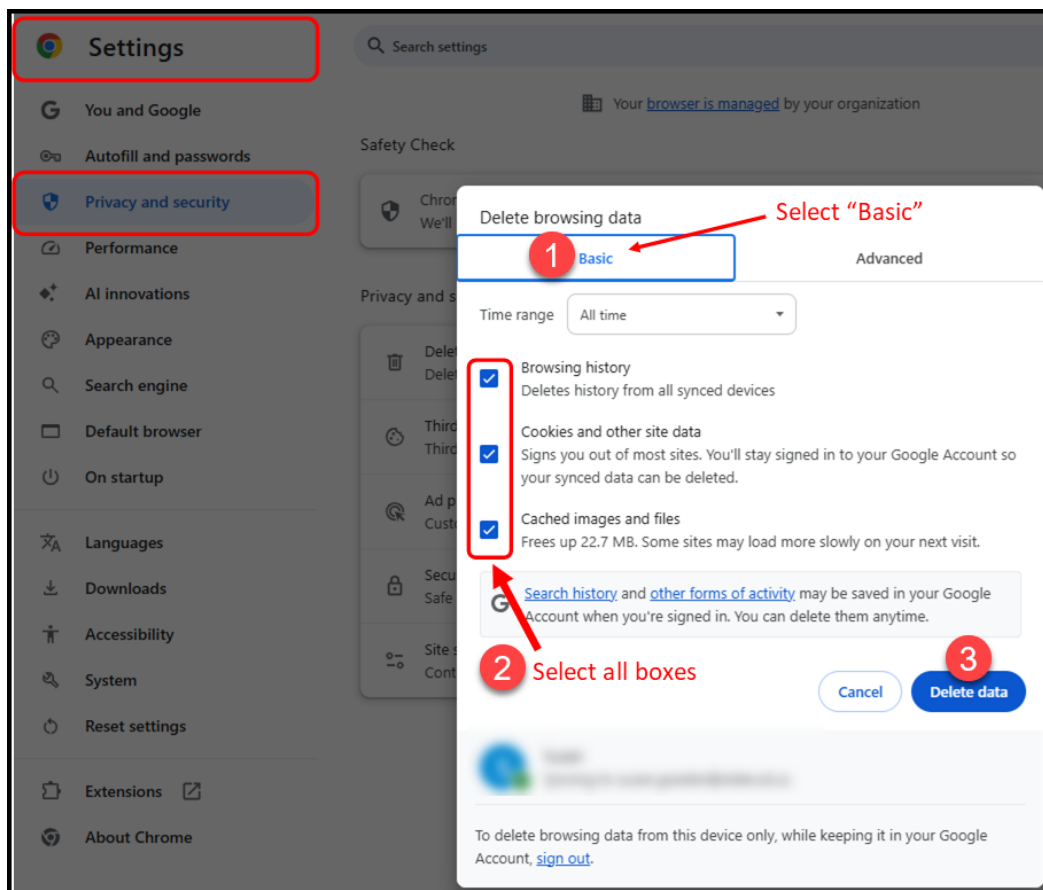 Settings
Search settings
You and Google
Autofill and passwords
Privacy and security
Performance
AI innovations
Appearance
Search engine
Default browser
On startup
Languages
Downloads
Accessibility
System
Reset settings
Extensions
About Chrome
Your browser is managed by your organization
Safety Check
Chror
We'll
Privacy and s
Delet
Delet
Third
Third
Ad p
Custo
Secu
Safe
Site s
Cont
Delete browsing data
Select "Basic"
1
Basic
Advanced
Time range
All time
Browsing history
Deletes history from all synced devices
Cookies and other site data
Signs you out of most sites. You'll stay signed in to your Google Account so
your synced data can be deleted.
Cached images and files
Frees up 22.7 MB. Some sites may load more slowly on your next visit.
G
Search history and other forms of activity may be saved in your Google
Account when you're signed in. You can delete them anytime.
2
Select all boxes
3
Cancel
Delete data
To delete browsing data from this device only, while keeping it in your Google
Account, sign out.